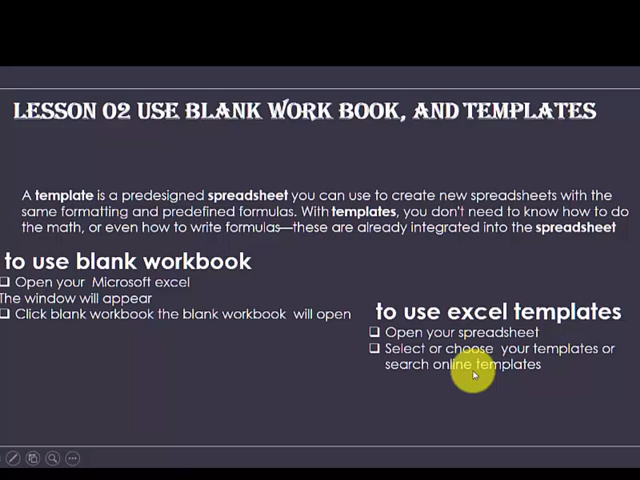 LESSON 02 USE BLANK WORK BOOK, AND TEMPLATES
A template is a predesigned spreadsheet you can use to create new spreadsheets with the
same formatting and predefined formulas. With templates, you don't need to know how to do
the math, or even how to write formulas—these are already integrated into the spreadsheet
to use blank workbook
Open your Microsoft excel
The window will appear
Click blank workbook the blank workbook will open
to use excel templates
Open your spreadsheet
Select or choose your templates or
search online templates